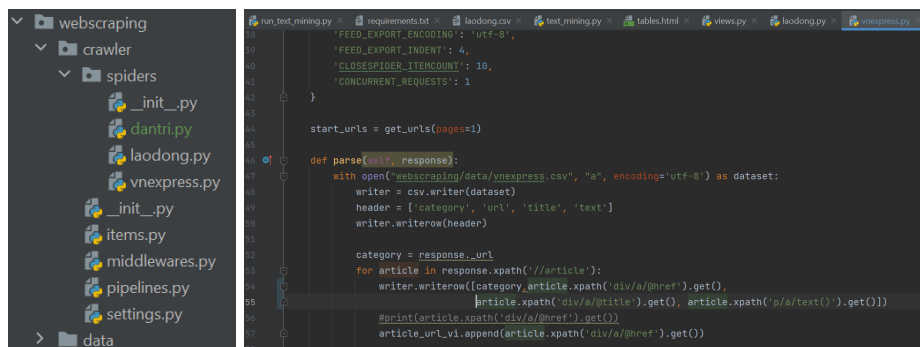 webscraping
crawler
spiders
__init__.py
dantri.py
laodong.py
vnexpress.py
__init__.py
items.py
middlewares.py
pipelines.py
settings.py
data
run_text_mining.py × requirements.txt × laodong.csv × text_mining.py × tables.html × views.py × laodong.py × vnexpress.py ×
38 'FEED_EXPORT_ENCODING': 'utf-8',
39 'FEED_EXPORT_INDENT': 4,
40 'CLOSESPIDER_ITEMCOUNT': 10,
41 'CONCURRENT_REQUESTS': 1
42 }
43
44 start_urls = get_urls(pages=1)
45
46 def parse(self, response):
47 with open("webscraping/data/vnexpress.csv", "a", encoding='utf-8') as dataset:
48 writer = csv.writer(dataset)
49 header = ['category', 'url', 'title', 'text']
50 writer.writerow(header)
51
52 category = response._url
53 for article in response.xpath('//article'):
54 writer.writerow([category,article.xpath('div/a/@href').get(),
55 article.xpath('div/a/@title').get(), article.xpath('p/a/text()').get()])
56 #print(article.xpath('div/a/@href').get())
57 article_url_vi.append(article.xpath('div/a/@href').get())